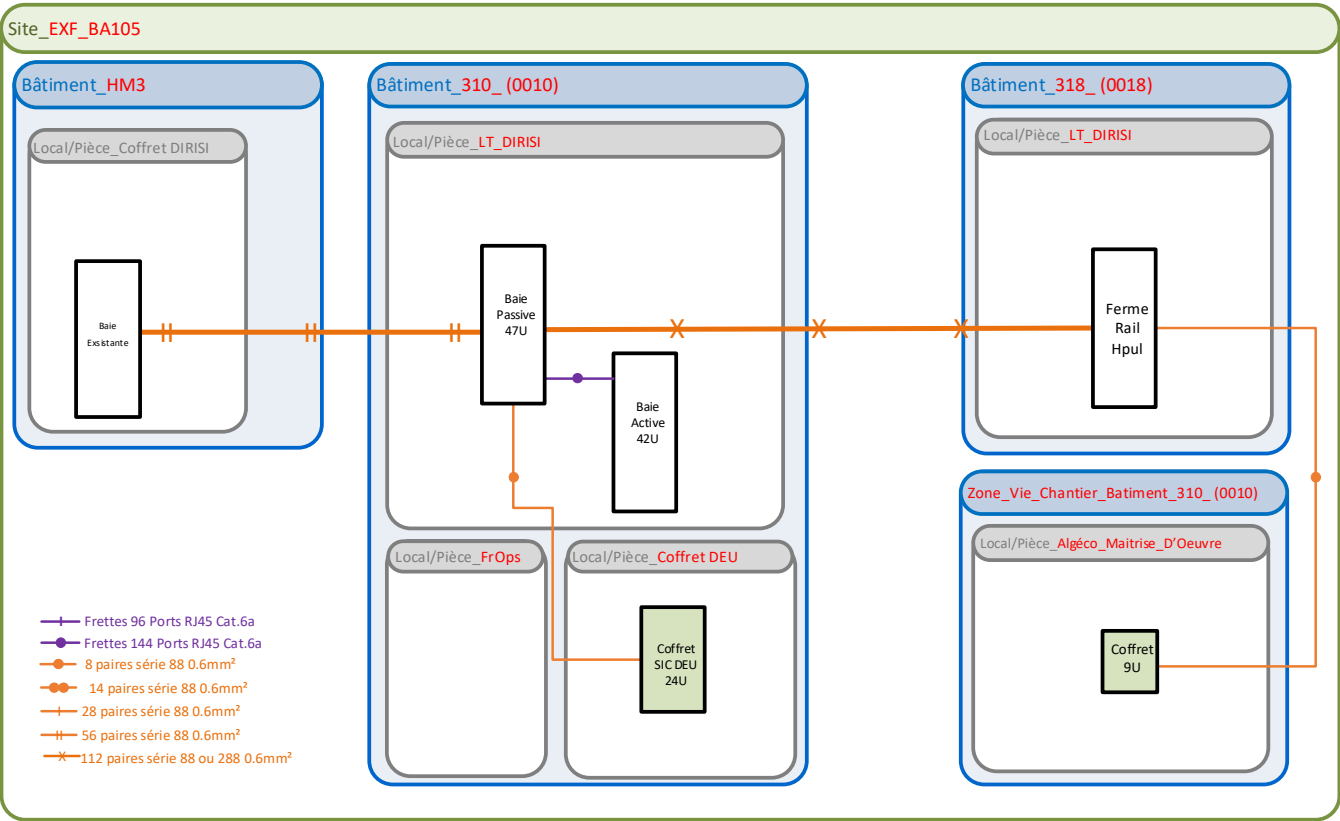 Site_EXF_BA105
Bâtiment_HM3
Local/Pièce_Coffret DIRISI
Baie
Exsistante
Bâtiment_310_ (0010)
Local/Pièce_LT_DIRISI
Baie
Passive
47U
Baie
Active
42U
Local/Pièce_FrOps
Local/Pièce_Coffret DEU
Coffret
SIC DEU
24U
Bâtiment_318_ (0018)
Local/Pièce_LT_DIRISI
Ferme
Rail
Hpul
Zone_Vie_Chantier_Batiment_310_ (0010)
Local/Pièce_Algéco_Maitrise_D’Oeuvre
Coffret
9U
Frettes 96 Ports RJ45 Cat.6a
Frettes 144 Ports RJ45 Cat.6a
8 paires série 88 0.6mm²
14 paires série 88 0.6mm²
28 paires série 88 0.6mm²
56 paires série 88 0.6mm²
112 paires série 88 ou 288 0.6mm²